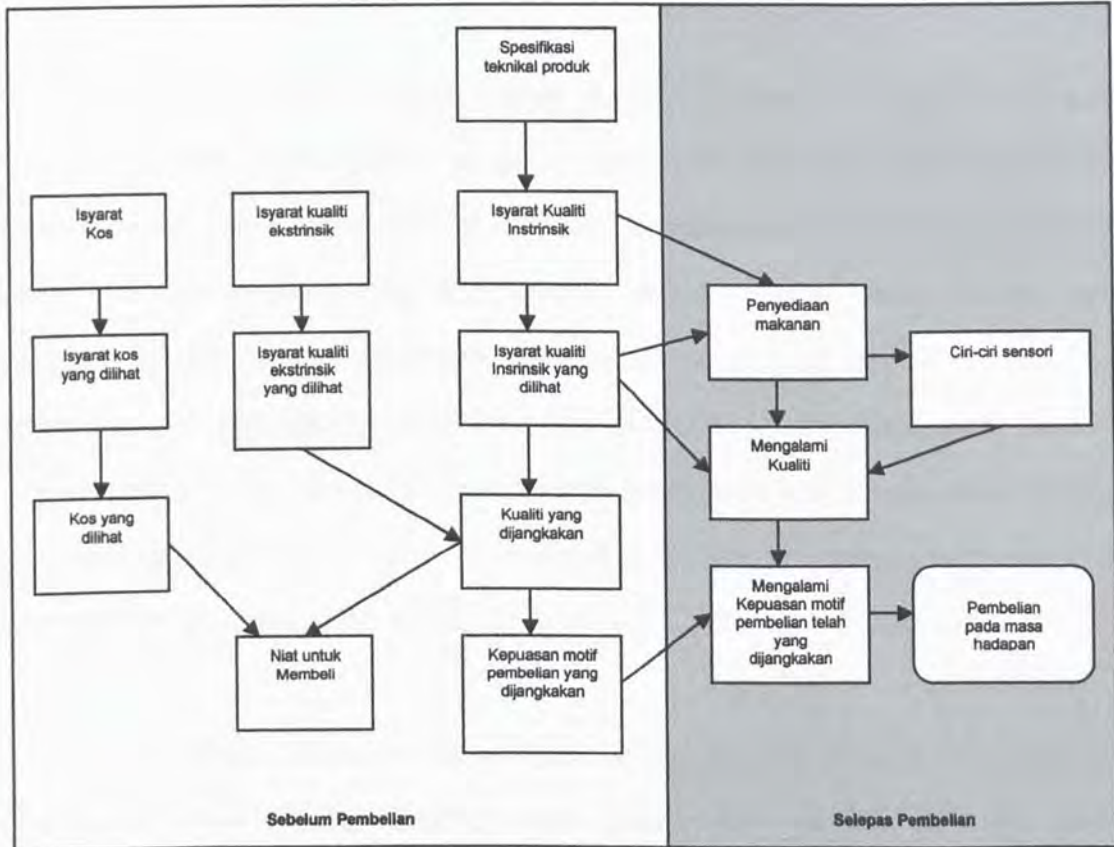 Spesifikasi
teknikal produk
Isyarat
Kos
Isyarat kualiti
ekstrinsik
Isyarat Kualiti
Instrinsik
Penyediaan
makanan
Ciri-ciri sensori
Isyarat kos
yang dilihat
Isyarat kualiti
ekstrinsik
yang dilihat
Isyarat kualiti
Insrinsik yang
dilihat
Mengalami
Kualiti
Kos yang
dilihat
Kualiti yang
dijangkakan
Mengalami
Kepuasan motif
pembelian telah
yang
dijangkakan
Pembelian
pada masa
hadapan
Niat untuk
Membeli
Kepuasan motif
pembelian yang
dijangkakan
Sebelum Pembelian
Selepas Pembelian